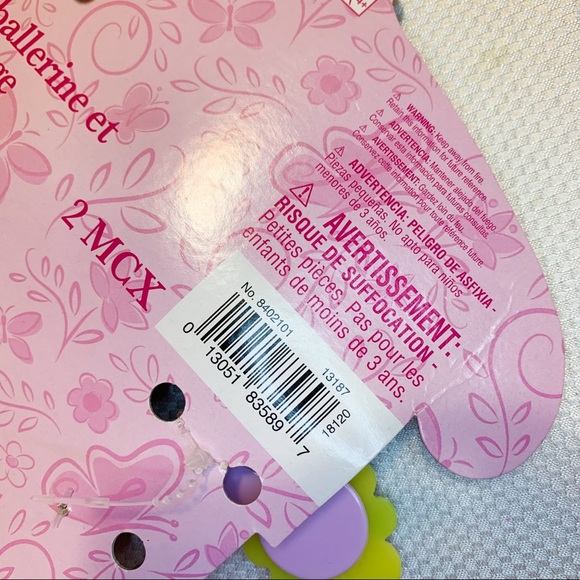 ballerine et
2 MCX
WARNING: Keep away from fire.
Retain this information for future reference.
ADVERTENCIA: Mantener alejado del fuego.
Conservar esta información para futuras consultas.
AVERTISSEMENT: Gardez loin du feu.
Conservez cette information pour toute référence future.
ADVERTENCIA: PELIGRO DE ASFIXIA -
Piezas pequeñas. No apto para niños
menores de 3 años.
AVERTISSEMENT:
RISQUE DE SUFFOCATION -
Petites pièces. Pas pour les
enfants de moins de 3 ans.
No. 8402101
13187
18120
0 13051 83589 7